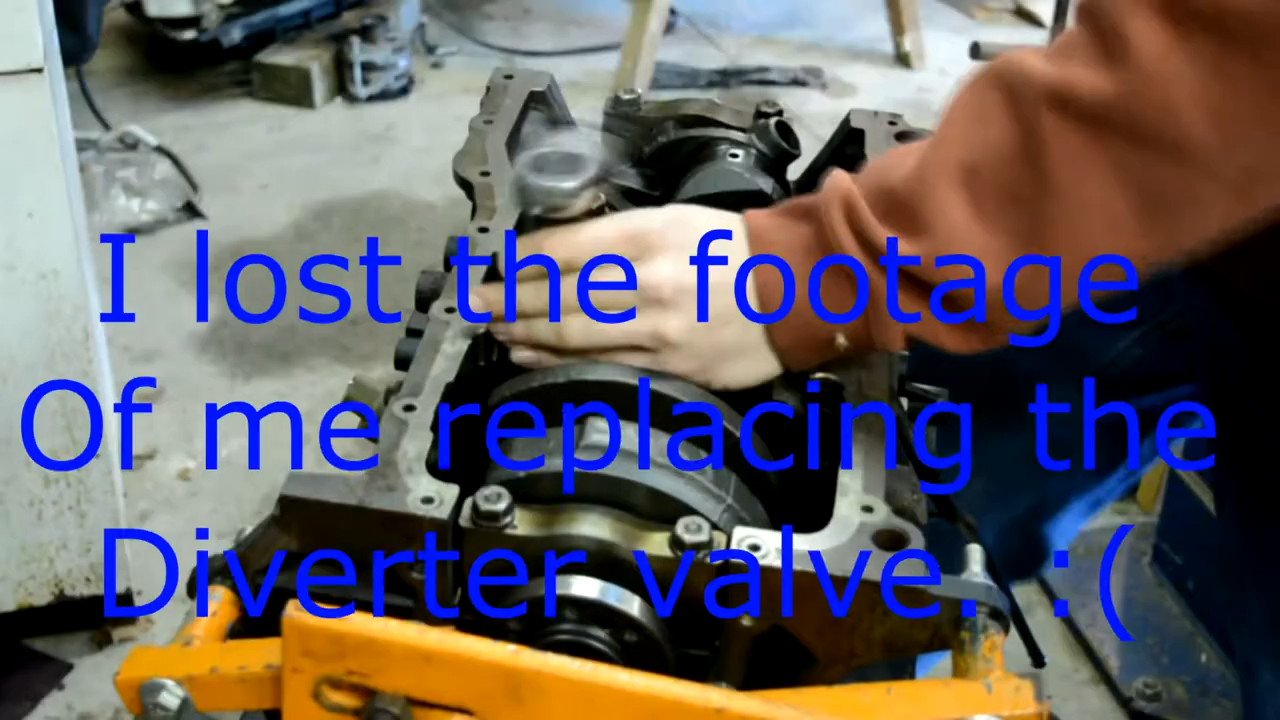 I lost the footage
Of me replacing the
Diverter valve. :(